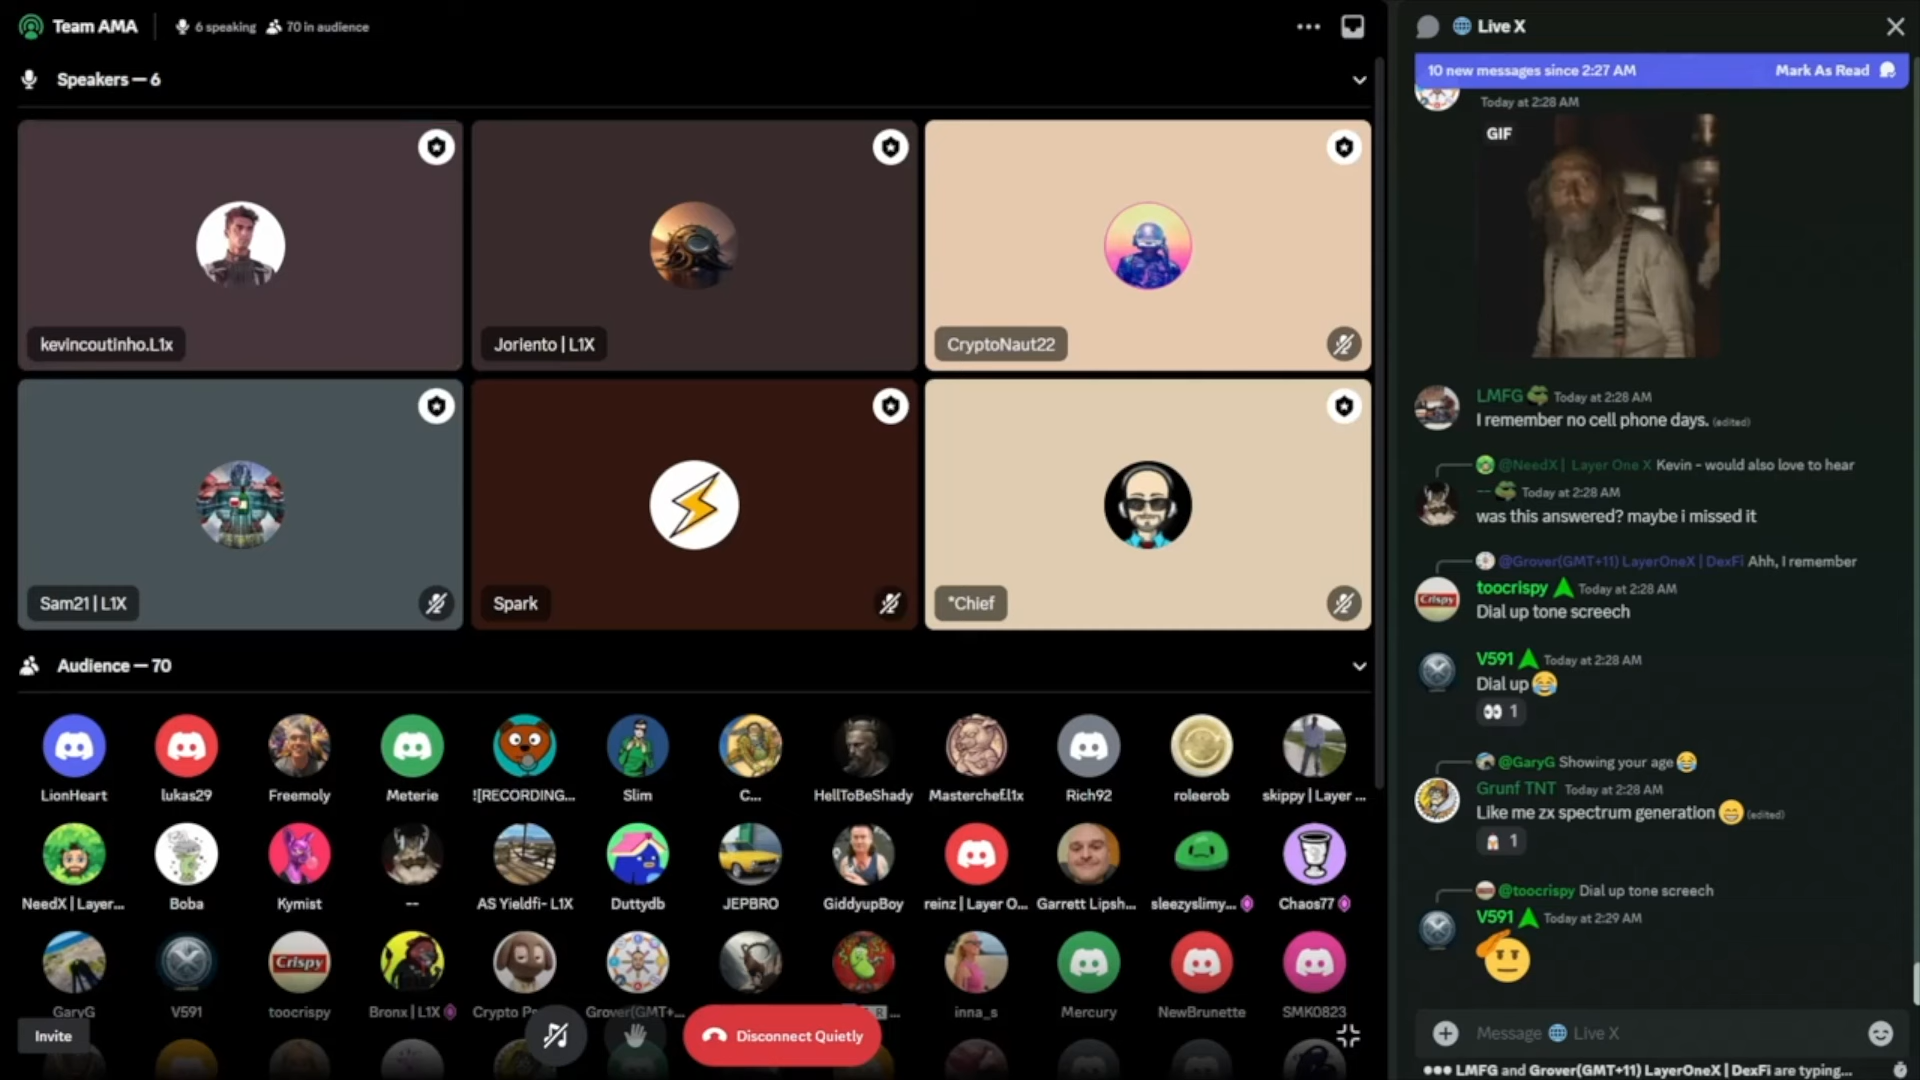 Team AMA
6 speaking
70 in audience
Speakers — 6
kevincoutinho.L1x
Joriento | L1X
CryptoNaut22
Sam21 | L1X
Spark
*Chief
Audience — 70
LionHeart
lukas29
Freemoly
Meterie
![RECORDING...
Slim
C...
HellToBeShady
Masterchef.l1x
Rich92
roleerob
skippy | Layer ...
NeedX | Layer...
Boba
Kymist
--
AS Yieldfi- L1X
Duttydb
JEPBRO
GiddyupBoy
reinz | Layer O...
Garrett Lipsh...
sleezyslimy...
Chaos77
Crispy
GaryG
V591
toocrispy
Bronx | L1X
Crypto
Grover(GMT+...
inna_s
Mercury
NewBrunette
SMK0823
Invite
Disconnect Quietly
Live X
10 new messages since 2:27 AM
Mark As Read
Today at 2:28 AM
GIF
LMFG Today at 2:28 AM
I remember no cell phone days. (edited)
@NeedX | Layer One X Kevin - would also love to hear
-- Today at 2:28 AM
was this answered? maybe i missed it
@Grover(GMT+11) LayerOneX | DexFi Ahh, I remember
Crispy
toocrispy Today at 2:28 AM
Dial up tone screech
V591 Today at 2:28 AM
Dial up 😂
👀 1
@GaryG Showing your age 😂
Grunf TNT Today at 2:28 AM
Like me zx spectrum generation 😁 (edited)
1
@toocrispy Dial up tone screech
V591 Today at 2:29 AM
Message Live X
LMFG and Grover(GMT+11) LayerOneX | DexFi are typing...